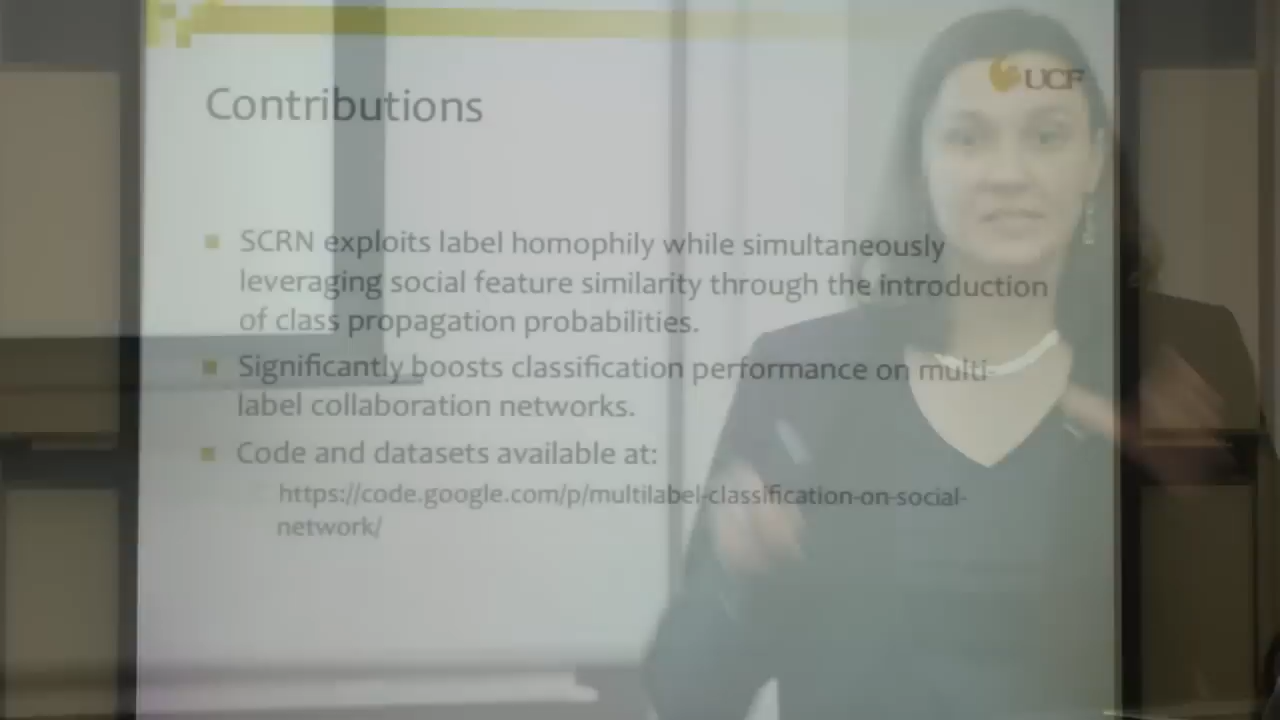 UCF
Contributions
SCRN exploits label homophily while simultaneously
leveraging social feature similarity through the introduction
of class propagation probabilities.
Significantly boosts classification performance on multi-
label collaboration networks.
Code and datasets available at:
https://code.google.com/p/multilabel-classification-on-social-
network/